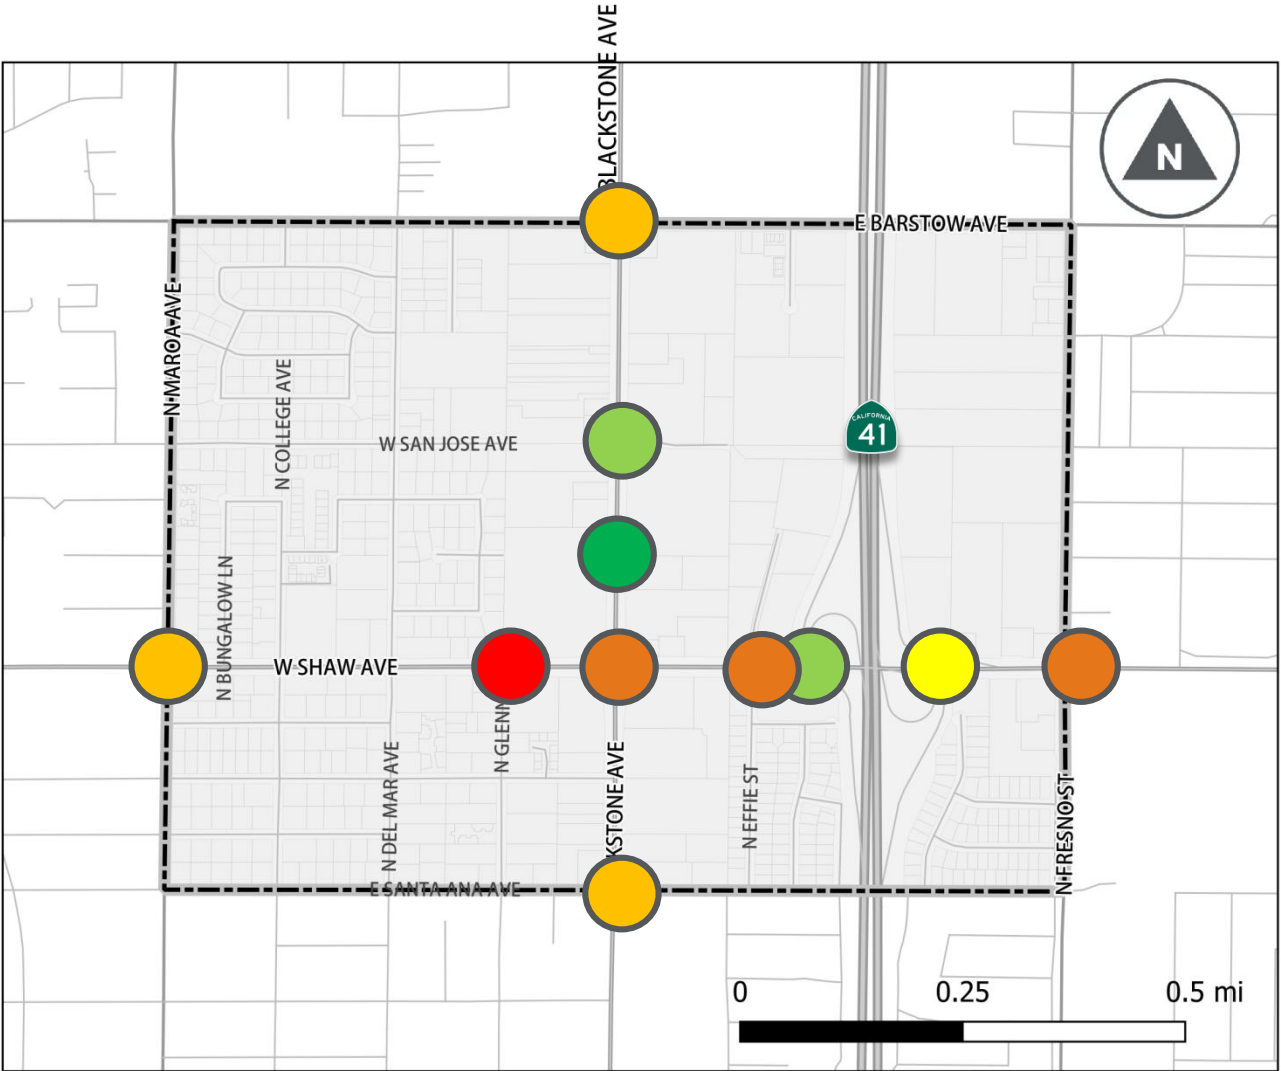 BLACKSTONE AVE
N
E BARSTOW AVE
N MAROA AVE
N COLLEGE AVE
W SAN JOSE AVE
CALIFORNIA
41
N BUNGALOW LN
W SHAW AVE
N GLENN
N DEL MAR AVE
KSTONE AVE
N EFFIE ST
N FRESNO ST
E SANTA ANA AVE
0 0.25 0.5 mi